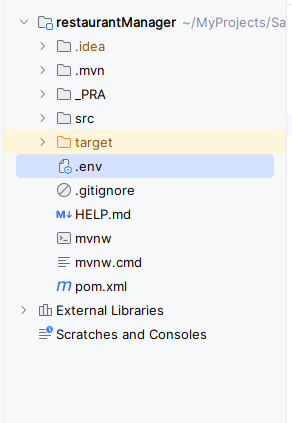 restaurantManager ~/MyProjects/Sa
.idea
.mvn
_PRA
src
target
.env
.gitignore
M↓ HELP.md
mvnw
mvnw.cmd
m pom.xml
External Libraries
Scratches and Consoles